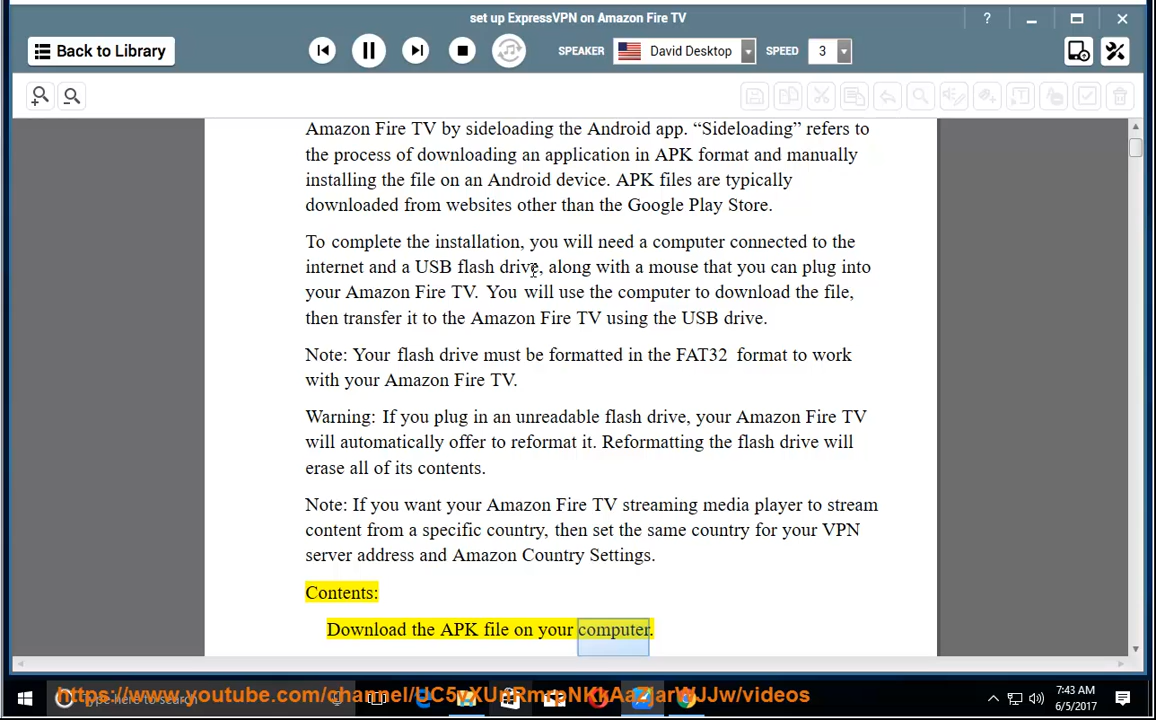 set up ExpressVPN on Amazon Fire TV
?
Back to Library
SPEAKER
David Desktop
SPEED
3
Amazon Fire TV by sideloading the Android app. “Sideloading” refers to
the process of downloading an application in APK format and manually
installing the file on an Android device. APK files are typically
downloaded from websites other than the Google Play Store.
To complete the installation, you will need a computer connected to the
internet and a USB flash drive, along with a mouse that you can plug into
your Amazon Fire TV. You will use the computer to download the file,
then transfer it to the Amazon Fire TV using the USB drive.
Note: Your flash drive must be formatted in the FAT32 format to work
with your Amazon Fire TV.
Warning: If you plug in an unreadable flash drive, your Amazon Fire TV
will automatically offer to reformat it. Reformatting the flash drive will
erase all of its contents.
Note: If you want your Amazon Fire TV streaming media player to stream
content from a specific country, then set the same country for your VPN
server address and Amazon Country Settings.
Contents:
Download the APK file on your computer.
7:43 AM
6/5/2017